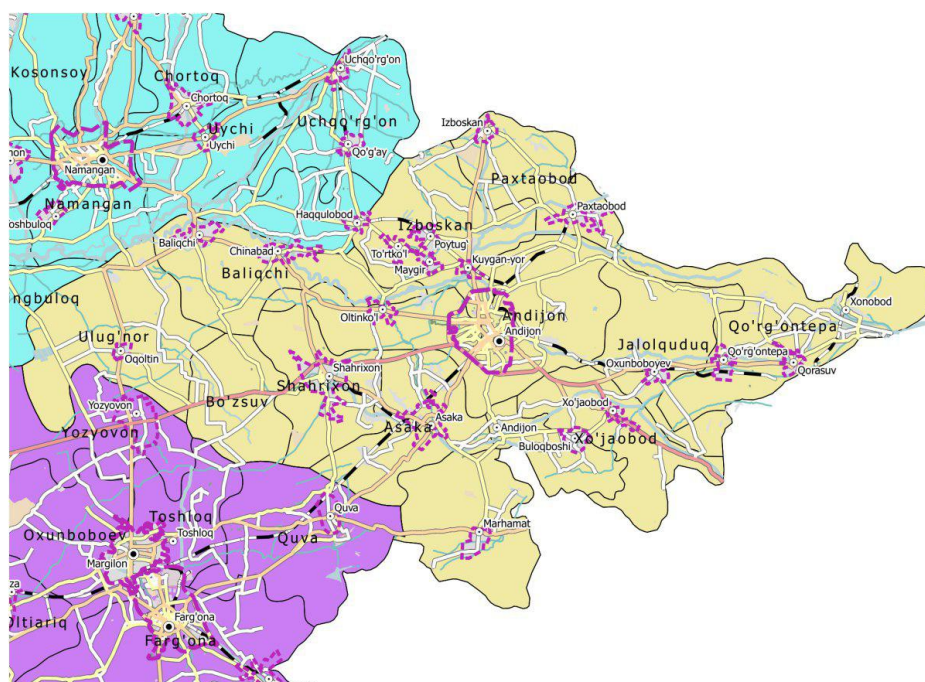 Uchqo'rg'on
Kosonsoy
Chortoq
Chortoq
Uchqo'rg'on
Izboskan
Uychi
Uychi
Qo'g'ay
Namangan
Paxtaobod
Namangan
Haqqulobod
Paxtaobod
Izboskan
Baliqchi
Poytug'
Chinabad
To'rtko'l
Maygir
Kuygan-yor
Baliqchi
ngbuloq
Xonobod
Oltinko'l
Andijon
Qo'rg'ontepa
Ulug'nor
Andijon
Jalolquduq
Oqoltin
Qo'rg'ontepa
Shahrixon
Oxunboboyev
Qorasuv
Shahrixon
Bo'zsuv
Yozyovon
Xo'jaobod
Asaka
Yozyovon
Asaka
Andijon
Xo'jaobod
Buloqboshi
Quva
Toshloq
Marhamat
Oxunboboev
Toshloq
Quva
Margilon
Farg'ona
Oltiariq
Farg'ona